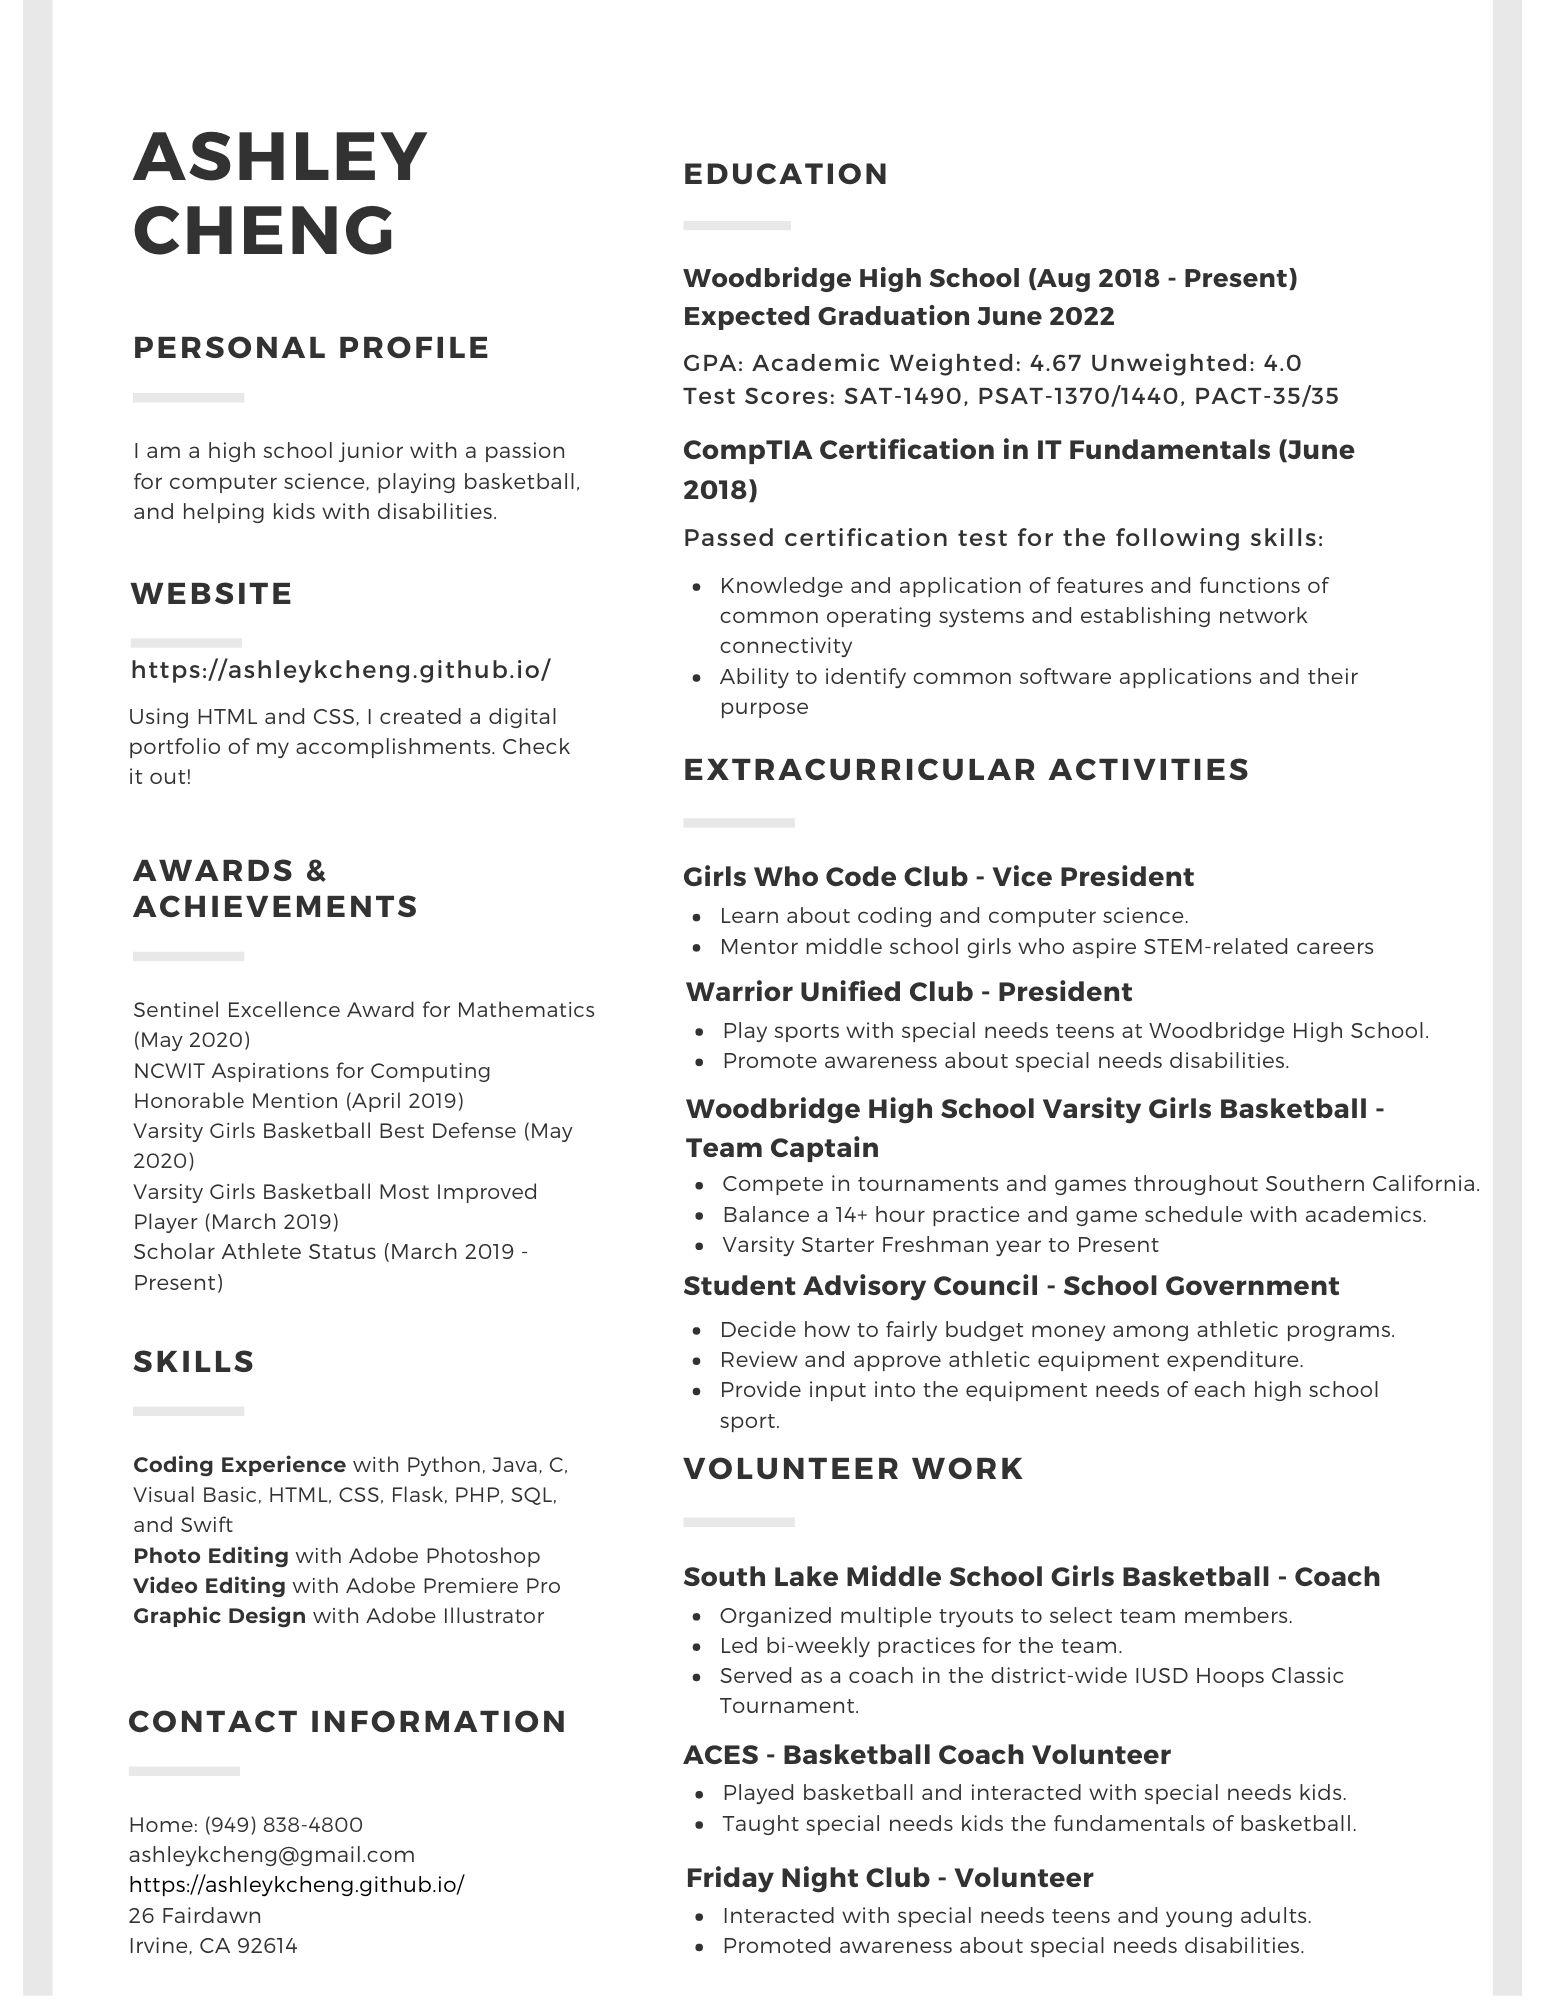 ASHLEY
CHENG
PERSONAL PROFILE
I am a high school junior with a passion
for computer science, playing basketball,
and helping kids with disabilities.
WEBSITE
https://ashleykcheng.github.io/
Using HTML and CSS, I created a digital
portfolio of my accomplishments. Check
it out!
AWARDS &
ACHIEVEMENTS
Sentinel Excellence Award for Mathematics
(May 2020)
NCWIT Aspirations for Computing
Honorable Mention (April 2019)
Varsity Girls Basketball Best Defense (May
2020)
Varsity Girls Basketball Most Improved
Player (March 2019)
Scholar Athlete Status (March 2019 -
Present)
SKILLS
Coding Experience with Python, Java, C,
Visual Basic, HTML, CSS, Flask, PHP, SQL,
and Swift
Photo Editing with Adobe Photoshop
Video Editing with Adobe Premiere Pro
Graphic Design with Adobe Illustrator
CONTACT INFORMATION
Home: (949) 838-4800
ashleykcheng@gmail.com
https://ashleykcheng.github.io/
26 Fairdawn
Irvine, CA 92614
EDUCATION
Woodbridge High School (Aug 2018 - Present)
Expected Graduation June 2022
GPA: Academic Weighted: 4.67 Unweighted: 4.0
Test Scores: SAT-1490, PSAT-1370/1440, PACT-35/35
CompTIA Certification in IT Fundamentals (June
2018)
Passed certification test for the following skills:
• Knowledge and application of features and functions of
common operating systems and establishing network
connectivity
• Ability to identify common software applications and their
purpose
EXTRACURRICULAR ACTIVITIES
Girls Who Code Club - Vice President
• Learn about coding and computer science.
• Mentor middle school girls who aspire STEM-related careers
Warrior Unified Club - President
• Play sports with special needs teens at Woodbridge High School.
• Promote awareness about special needs disabilities.
Woodbridge High School Varsity Girls Basketball -
Team Captain
• Compete in tournaments and games throughout Southern California.
• Balance a 14+ hour practice and game schedule with academics.
• Varsity Starter Freshman year to Present
Student Advisory Council - School Government
• Decide how to fairly budget money among athletic programs.
• Review and approve athletic equipment expenditure.
• Provide input into the equipment needs of each high school
sport.
VOLUNTEER WORK
South Lake Middle School Girls Basketball - Coach
• Organized multiple tryouts to select team members.
• Led bi-weekly practices for the team.
• Served as a coach in the district-wide IUSD Hoops Classic
Tournament.
ACES - Basketball Coach Volunteer
• Played basketball and interacted with special needs kids.
• Taught special needs kids the fundamentals of basketball.
Friday Night Club - Volunteer
• Interacted with special needs teens and young adults.
• Promoted awareness about special needs disabilities.